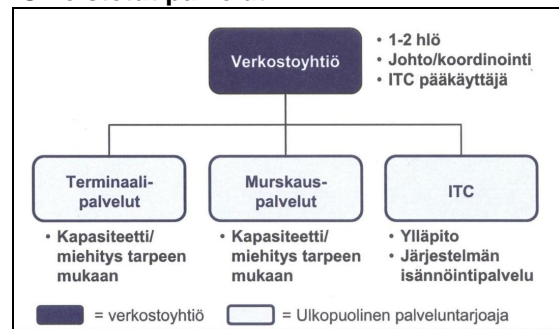 Verkostoyhtiö
• 1-2 hlö
• Johto/koordinointi
• ITC pääkäyttäjä
Terminaali-
palvelut
• Kapasiteetti/
miehitys tarpeen
mukaan
Murskaus-
palvelut
• Kapasiteetti/
miehitys tarpeen
mukaan
ITC
• Ylläpito
• Järjestelmän
isännöintipalvelu
= verkostoyhtiö
= Ulkopuolinen palveluntarjoaja